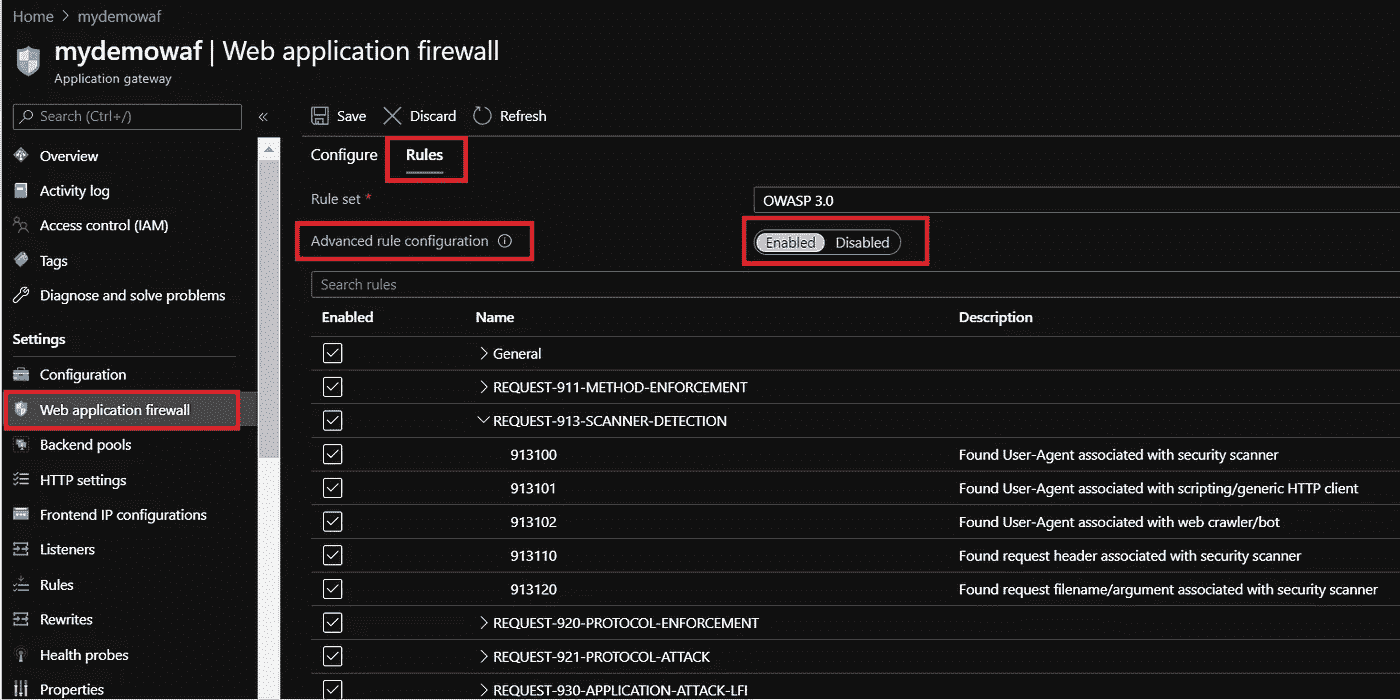 Home > mydemowaf
mydemowaf | Web application firewall
Application gateway
Search (Ctrl+/)
«
Overview
Activity log
Access control (IAM)
Tags
Diagnose and solve problems
Settings
Configuration
Web application firewall
Backend pools
HTTP settings
Frontend IP configurations
Listeners
Rules
Rewrites
Health probes
Properties
Save Discard Refresh
Configure Rules
Rule set * OWASP 3.0
Advanced rule configuration Enabled Disabled
Search rules
Enabled Name Description
General
REQUEST-911-METHOD-ENFORCEMENT
REQUEST-913-SCANNER-DETECTION
913100 Found User-Agent associated with security scanner
913101 Found User-Agent associated with scripting/generic HTTP client
913102 Found User-Agent associated with web crawler/bot
913110 Found request header associated with security scanner
913120 Found request filename/argument associated with security scanner
REQUEST-920-PROTOCOL-ENFORCEMENT
REQUEST-921-PROTOCOL-ATTACK
REQUEST-930-APPLICATION-ATTACK-LFI